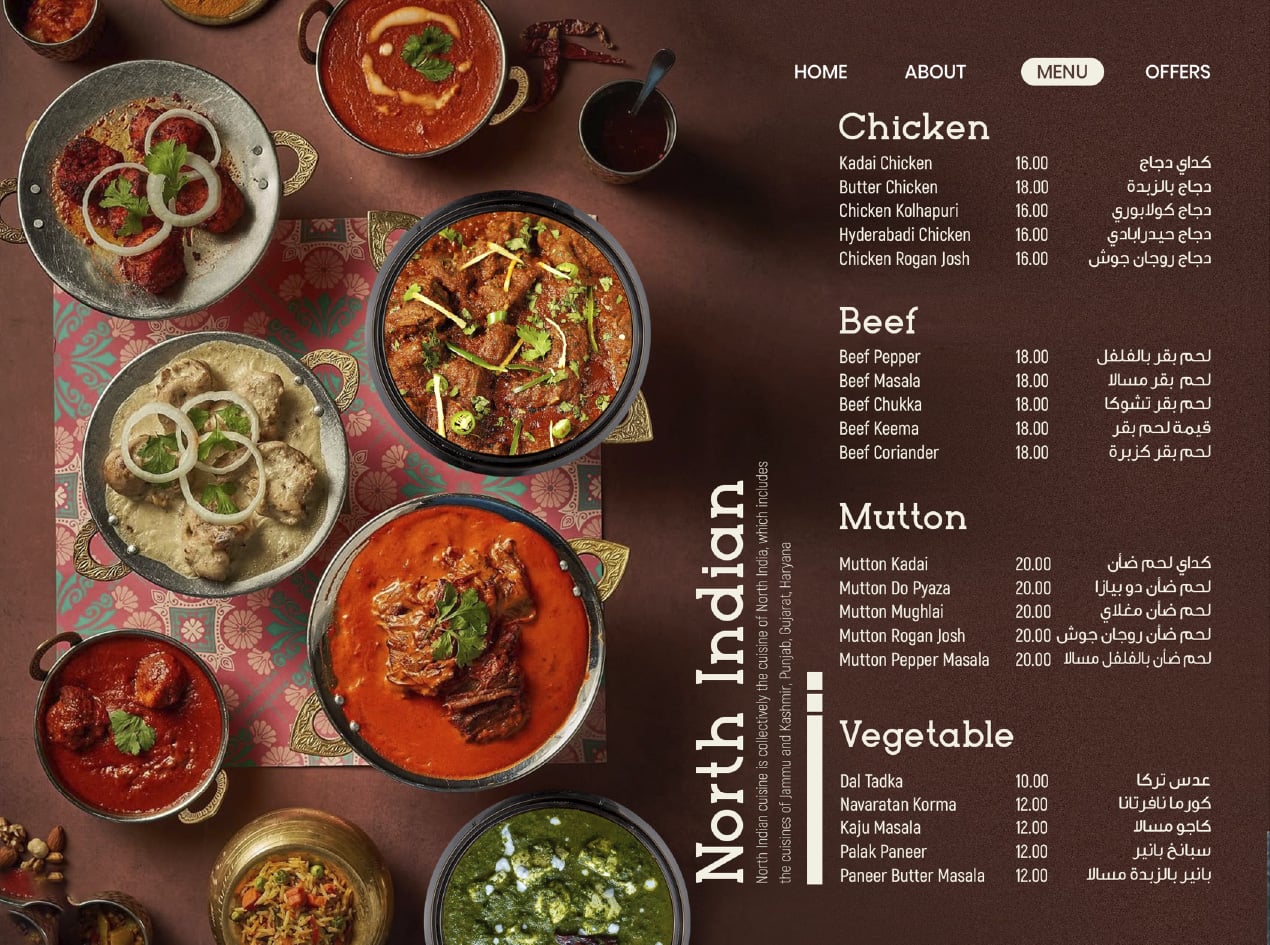 HOME ABOUT MENU OFFERS
Chicken
Kadai Chicken 16.00 كداي دجاج
Butter Chicken 18.00 دجاج بالزبدة
Chicken Kolhapuri 16.00 دجاج كولابوري
Hyderabadi Chicken 16.00 دجاج حيدرابادي
Chicken Rogan Josh 16.00 دجاج روجان جوش
Beef
Beef Pepper 18.00 لحم بقر بالفلفل
Beef Masala 18.00 لحم بقر مسالا
Beef Chukka 18.00 لحم بقر تشوكا
Beef Keema 18.00 قيمة لحم بقر
Beef Coriander 18.00 لحم بقر كزبرة
Mutton
Mutton Kadai 20.00 كداي لحم ضأن
Mutton Do Pyaza 20.00 لحم ضأن دو بيازا
Mutton Mughlai 20.00 لحم ضأن مغلاي
Mutton Rogan Josh 20.00 لحم ضأن روجان جوش
Mutton Pepper Masala 20.00 لحم ضأن بالفلفل مسالا
Vegetable
Dal Tadka 10.00 عدس تركا
Navaratan Korma 12.00 كورما نافرتانا
Kaju Masala 12.00 كاجو مسالا
Palak Paneer 12.00 سبانخ بانير
Paneer Butter Masala 12.00 بانير بالزبدة مسالا
North Indian
North Indian cuisine is collectively the cuisine of North India, which includes
the cuisines of Jammu and Kashmir, Punjab, Gujarat, Haryana